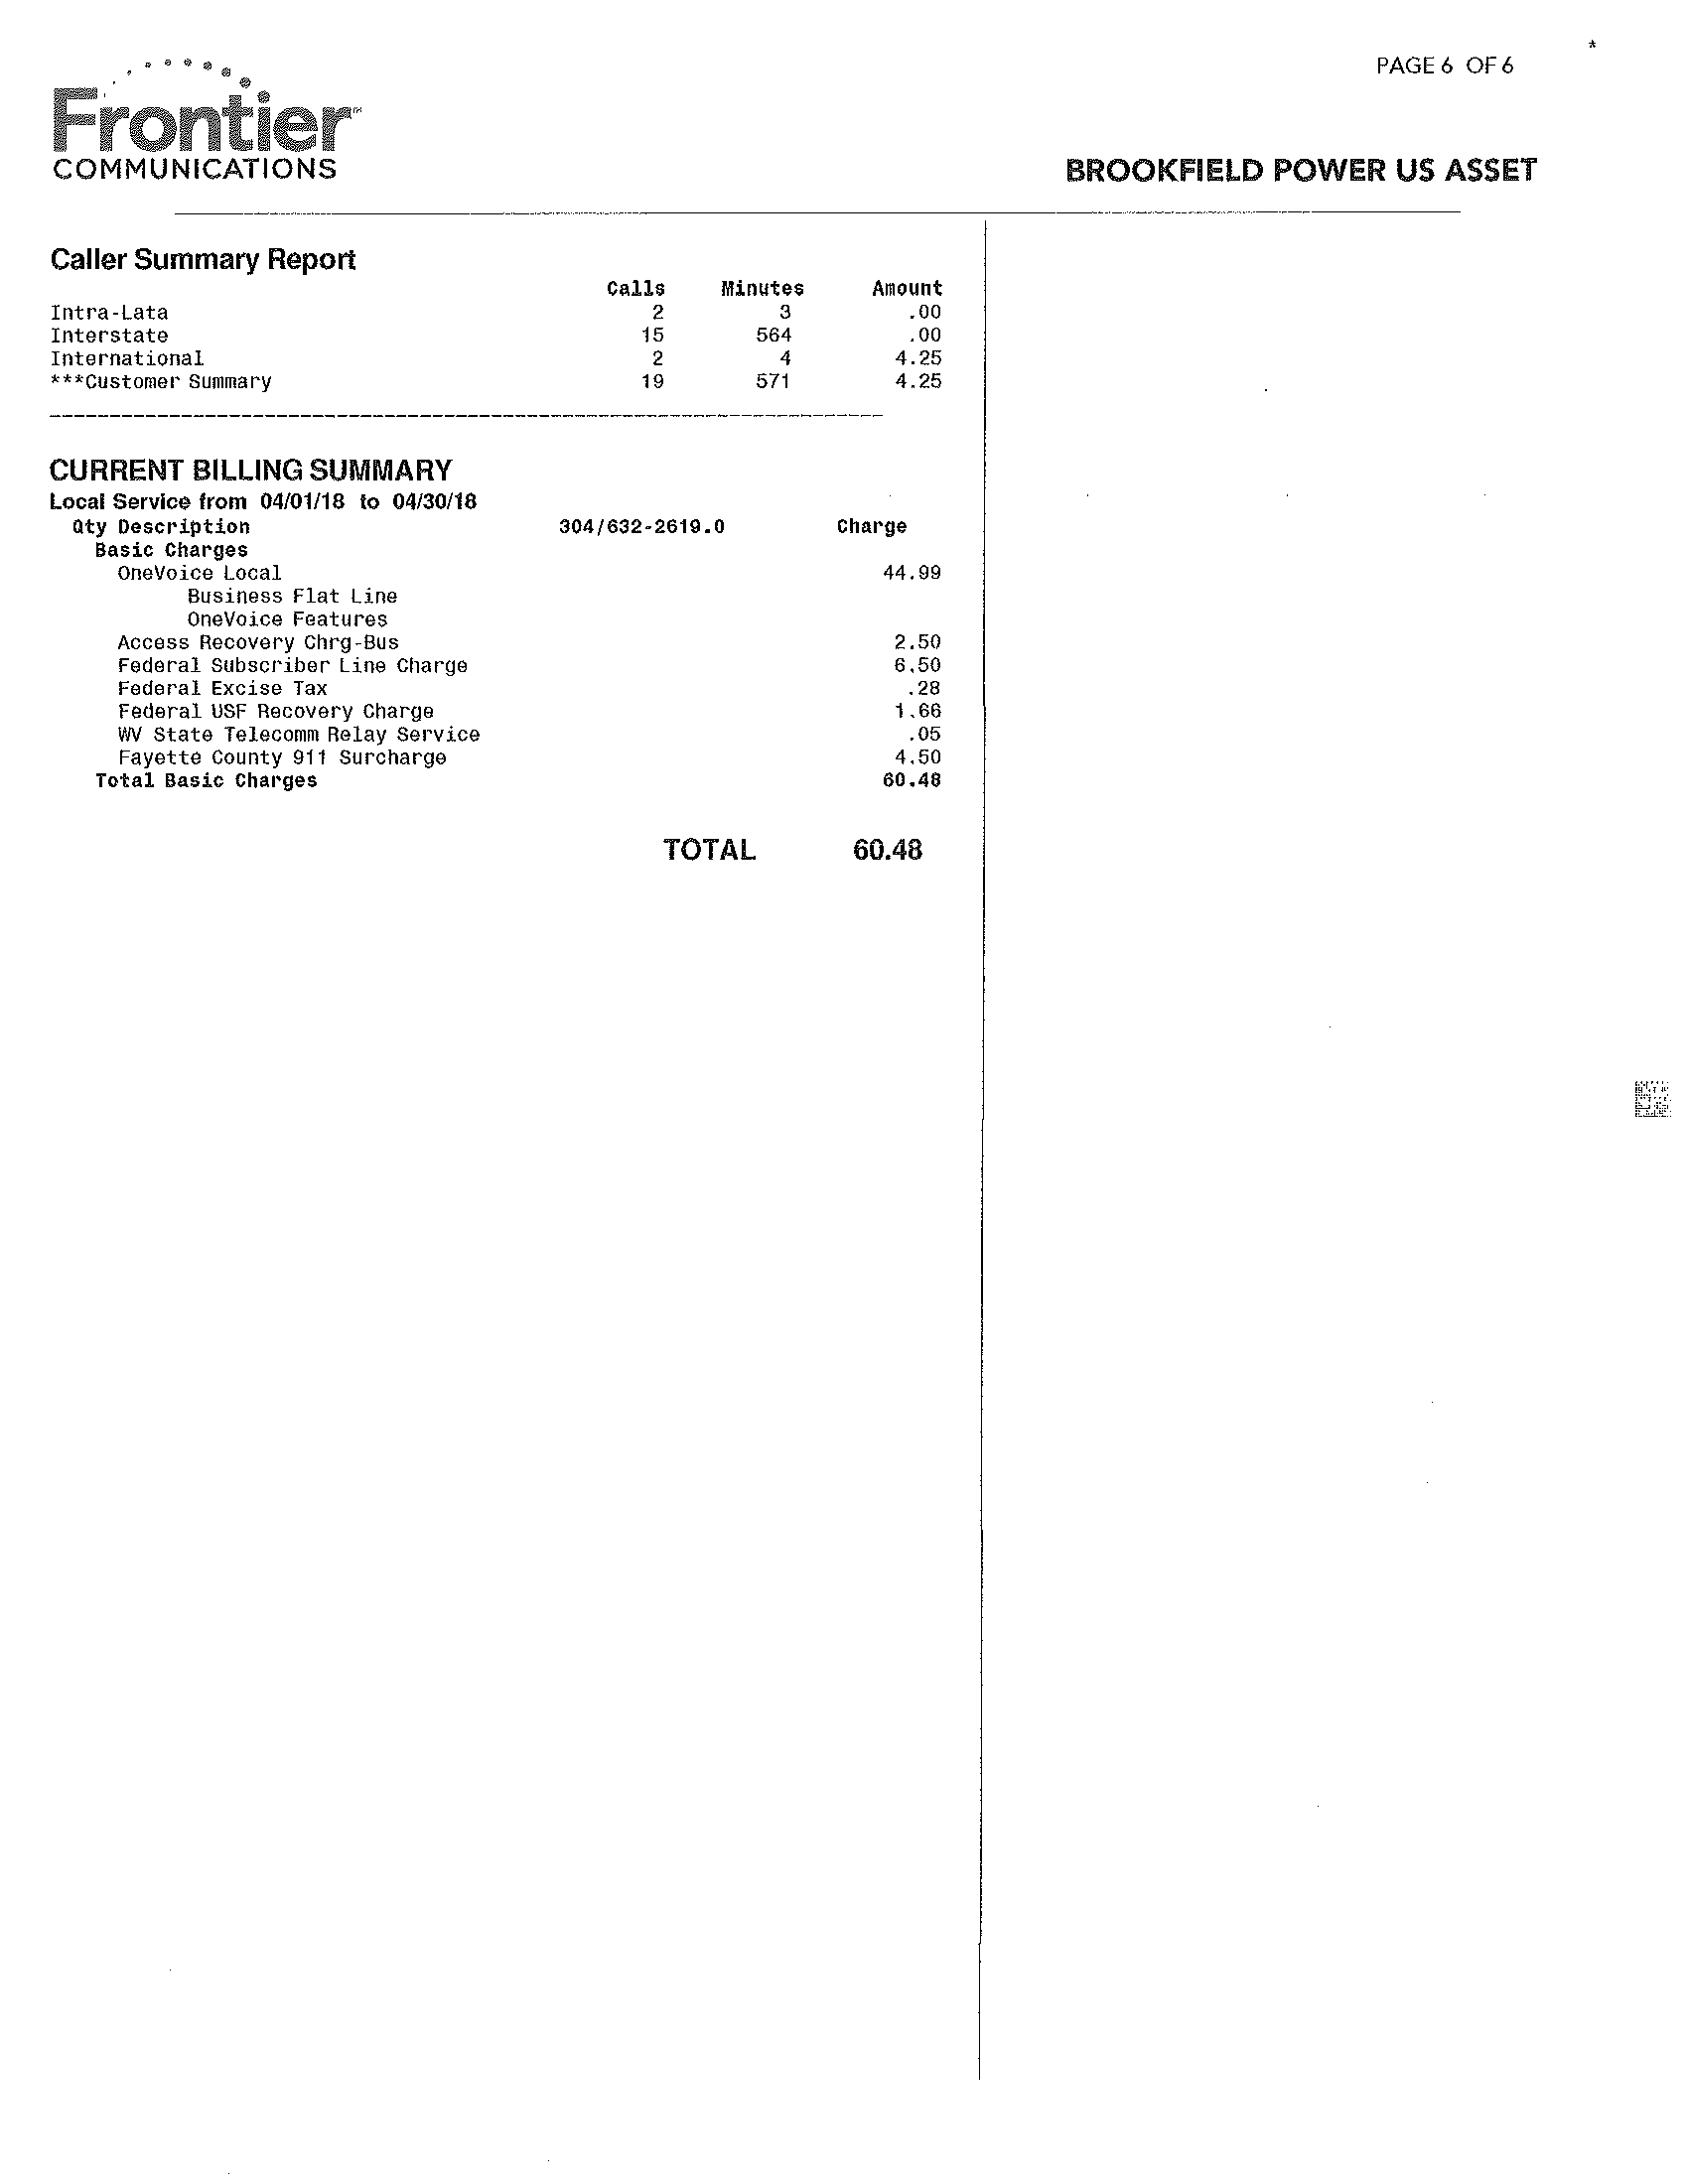 PAGE 6 OF 6
*
Frontier
COMMUNICATIONS
BROOKFIELD POWER US ASSET
Caller Summary Report
Calls Minutes Amount
Intra-Lata 2 3 .00
Interstate 15 564 .00
International 2 4 4.25
***Customer Summary 19 571 4.25
CURRENT BILLING SUMMARY
Local Service from 04/01/18 to 04/30/18
Qty Description 304/632-2619.0 Charge
Basic Charges
OneVoice Local 44.99
Business Flat Line
OneVoice Features
Access Recovery Chrg-Bus 2.50
Federal Subscriber Line Charge 6.50
Federal Excise Tax .28
Federal USF Recovery Charge 1.66
WV State Telecomm Relay Service .05
Fayette County 911 Surcharge 4.50
Total Basic Charges 60.48
TOTAL 60.48